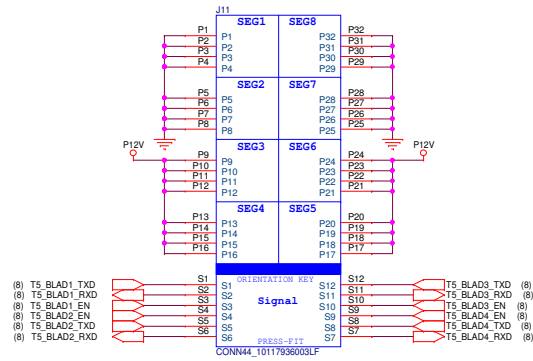 J11
SEG1 SEG8
P1 P1 P32 P32
P2 P2 P31 P31
P3 P3 P30 P30
P4 P4 P29 P29
SEG2 SEG7
P5 P5 P28 P28
P6 P6 P27 P27
P7 P7 P26 P26
P8 P8 P25 P25
P12V SEG3 SEG6 P12V
P9 P9 P24 P24
P10 P10 P23 P23
P11 P11 P22 P22
P12 P12 P21 P21
SEG4 SEG5
P13 P13 P20 P20
P14 P14 P19 P19
P15 P15 P18 P18
P16 P16 P17 P17
ORIENTATION KEY
(8) T5_BLAD1_TXD S1 S1 S12 S12 T5_BLAD3_TXD (8)
(8) T5_BLAD1_RXD S2 S2 S11 S11 T5_BLAD3_RXD (8)
(8) T5_BLAD1_EN S3 S3 S10 S10 T5_BLAD3_EN (8)
Signal
(8) T5_BLAD2_EN S4 S4 S9 S9 T5_BLAD4_EN (8)
(8) T5_BLAD2_TXD S5 S5 S8 S8 T5_BLAD4_TXD (8)
(8) T5_BLAD2_RXD S6 S6 S7 S7 T5_BLAD4_RXD (8)
PRESS-FIT
CONN44_10117936003LF